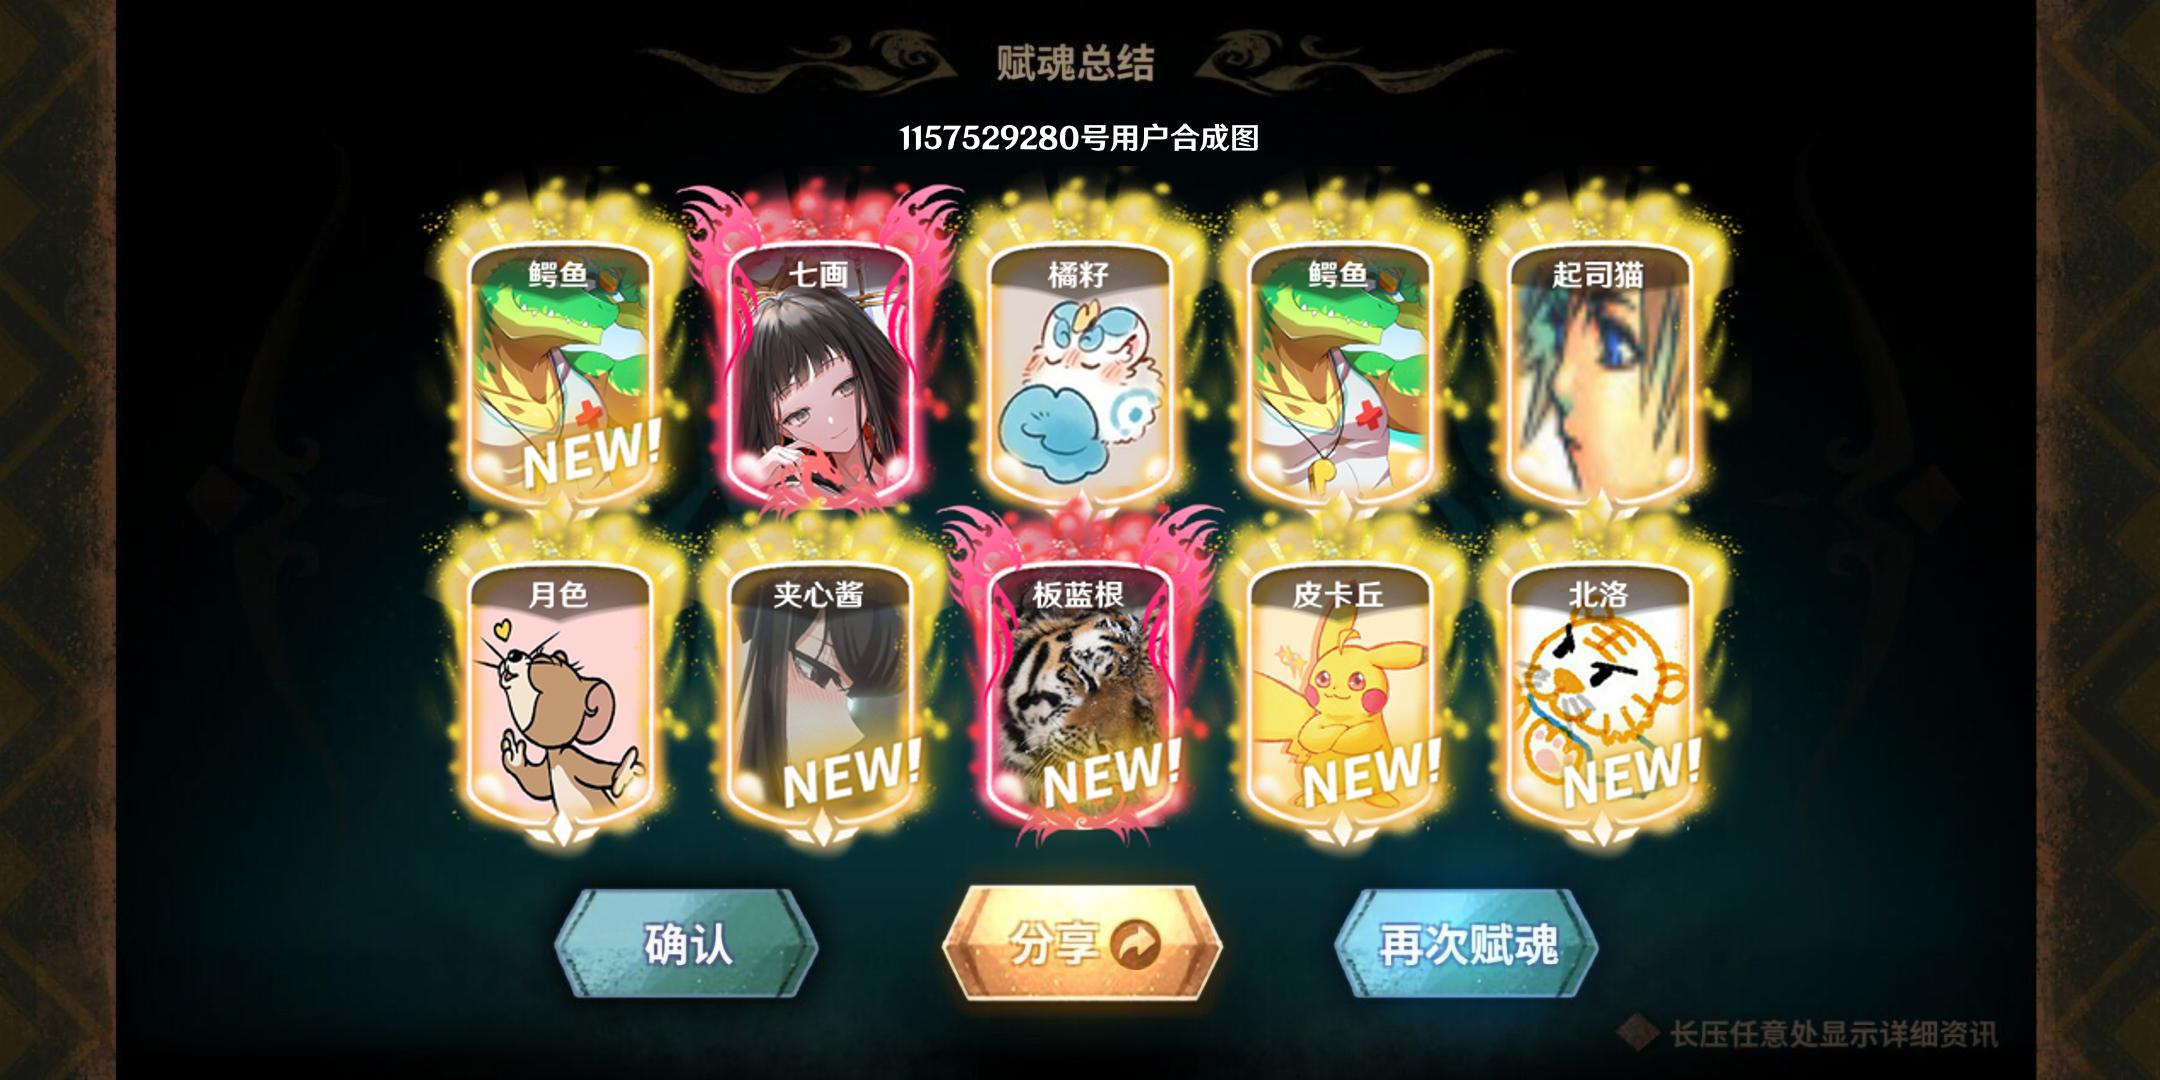 赋魂总结
1157529280号用户合成图
鳄鱼
七画
橘籽
鳄鱼
起司猫
NEW!
月色
夹心酱
板蓝根
皮卡丘
北洛
NEW!
NEW!
NEW!
NEW!
确认
分享
再次赋魂
长压任意处显示详细资讯